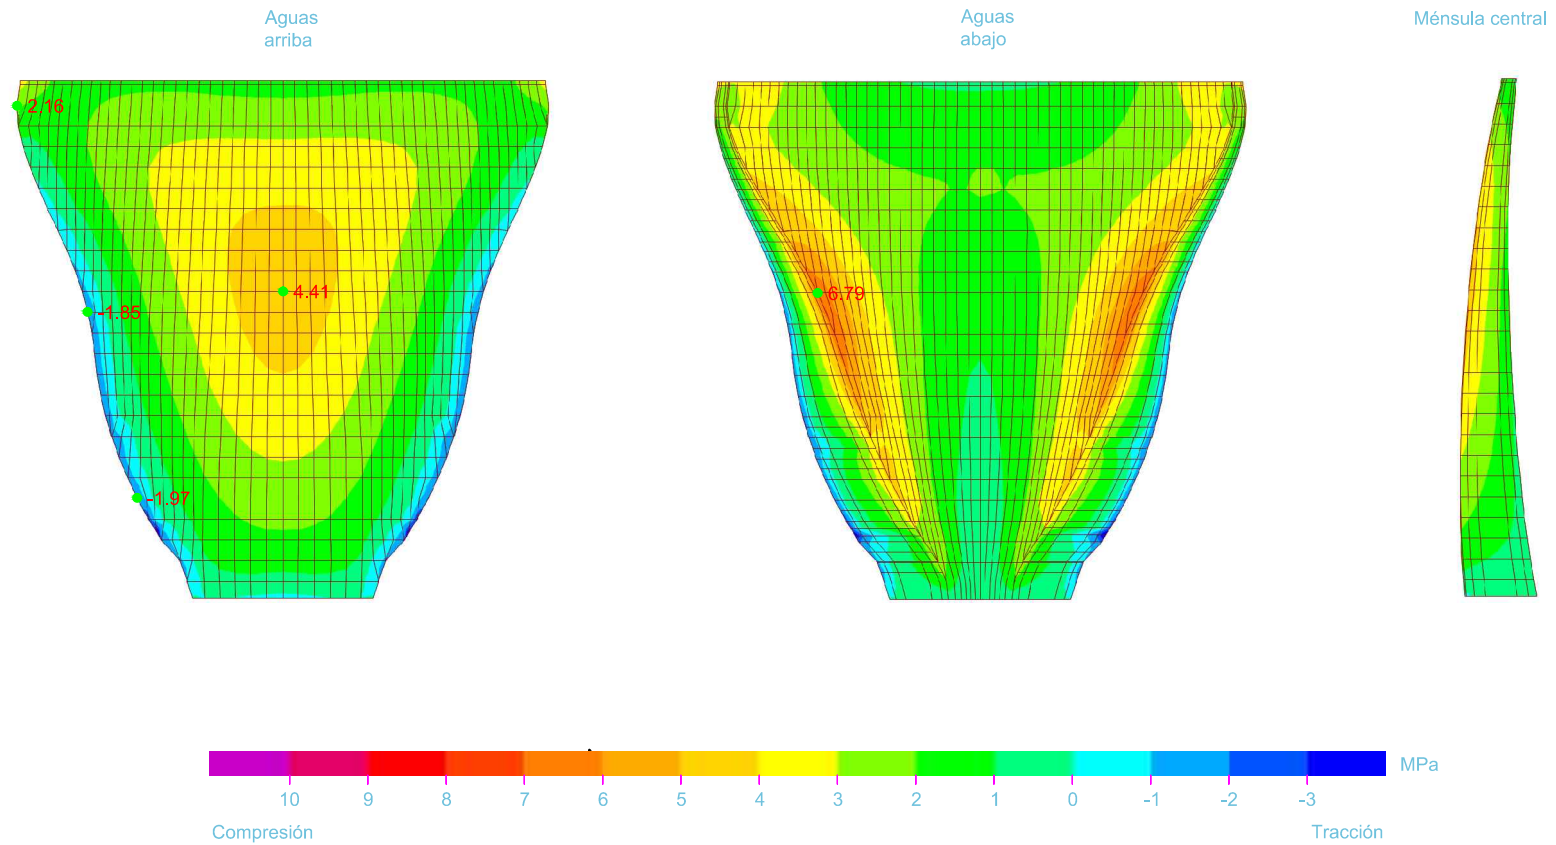 Aguas
arriba
Aguas
abajo
Ménsula central
2.16
4.41
-1.85
-1.97
6.79
MPa
10 9 8 7 6 5 4 3 2 1 0 -1 -2 -3
Compresión
Tracción